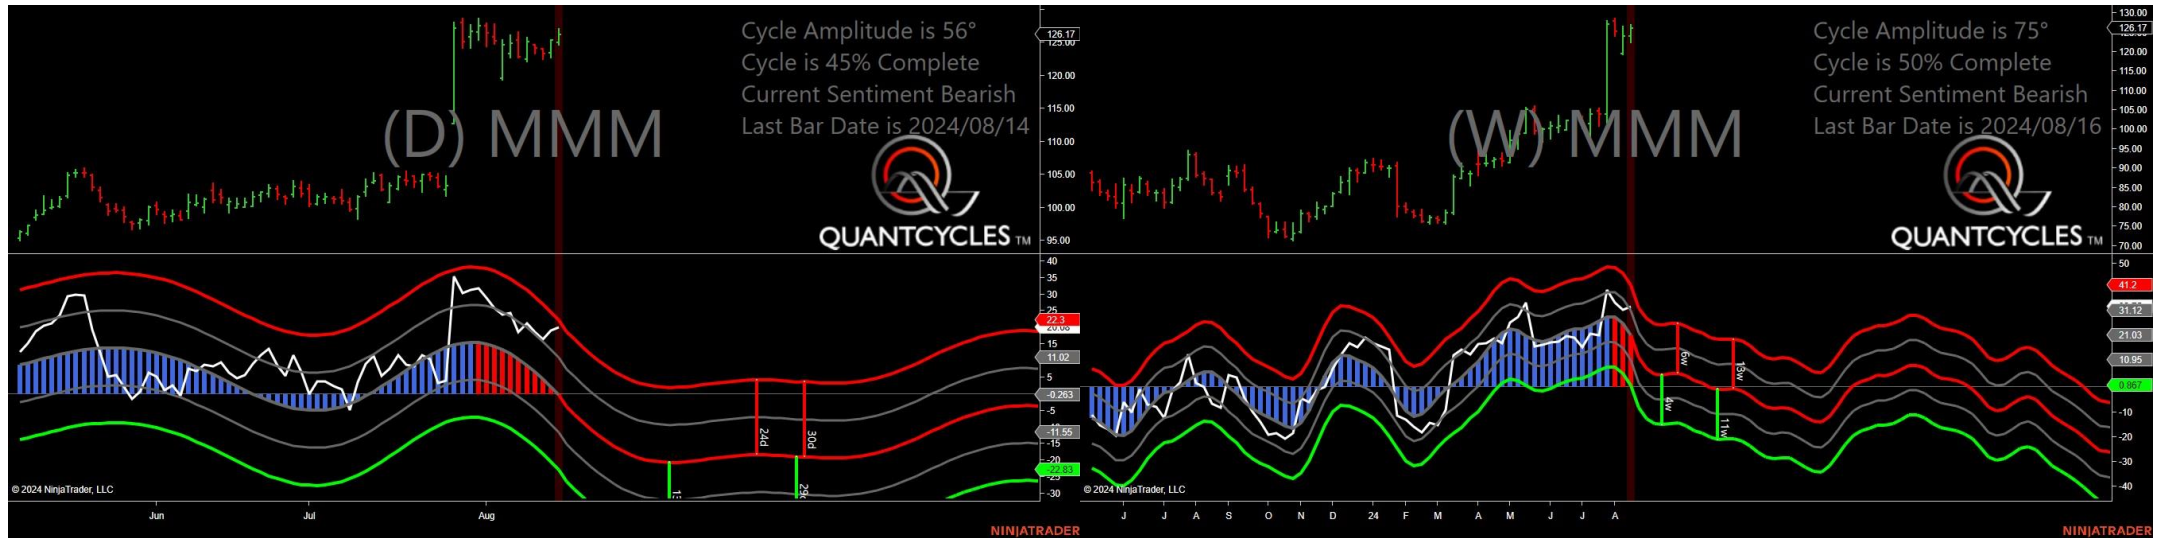 Cycle Amplitude is 56°
Cycle is 45% Complete
Current Sentiment Bearish
Last Bar Date is 2024/08/14
(D) MMM
QUANTCYCLES TM
126.17
125.00
120.00
115.00
110.00
105.00
100.00
95.00
40
35
30
25
22.3
15
11.02
5
-0.263
-5
-11.55
-15
-20
-22.83
-25
-30
24d
30d
© 2024 NinjaTrader, LLC
Jun
Jul
Aug
NINJATRADER
Cycle Amplitude is 75°
Cycle is 50% Complete
Current Sentiment Bearish
Last Bar Date is 2024/08/16
(W) MMM
QUANTCYCLES TM
130.00
126.17
120.00
115.00
110.00
105.00
100.00
95.00
90.00
85.00
80.00
75.00
70.00
50
41.2
31.12
21.03
10.95
0.867
-10
-20
-30
-40
6w
13w
4w
11w
© 2024 NinjaTrader, LLC
J J A S O N D 24 F M A M J J A
NINJATRADER